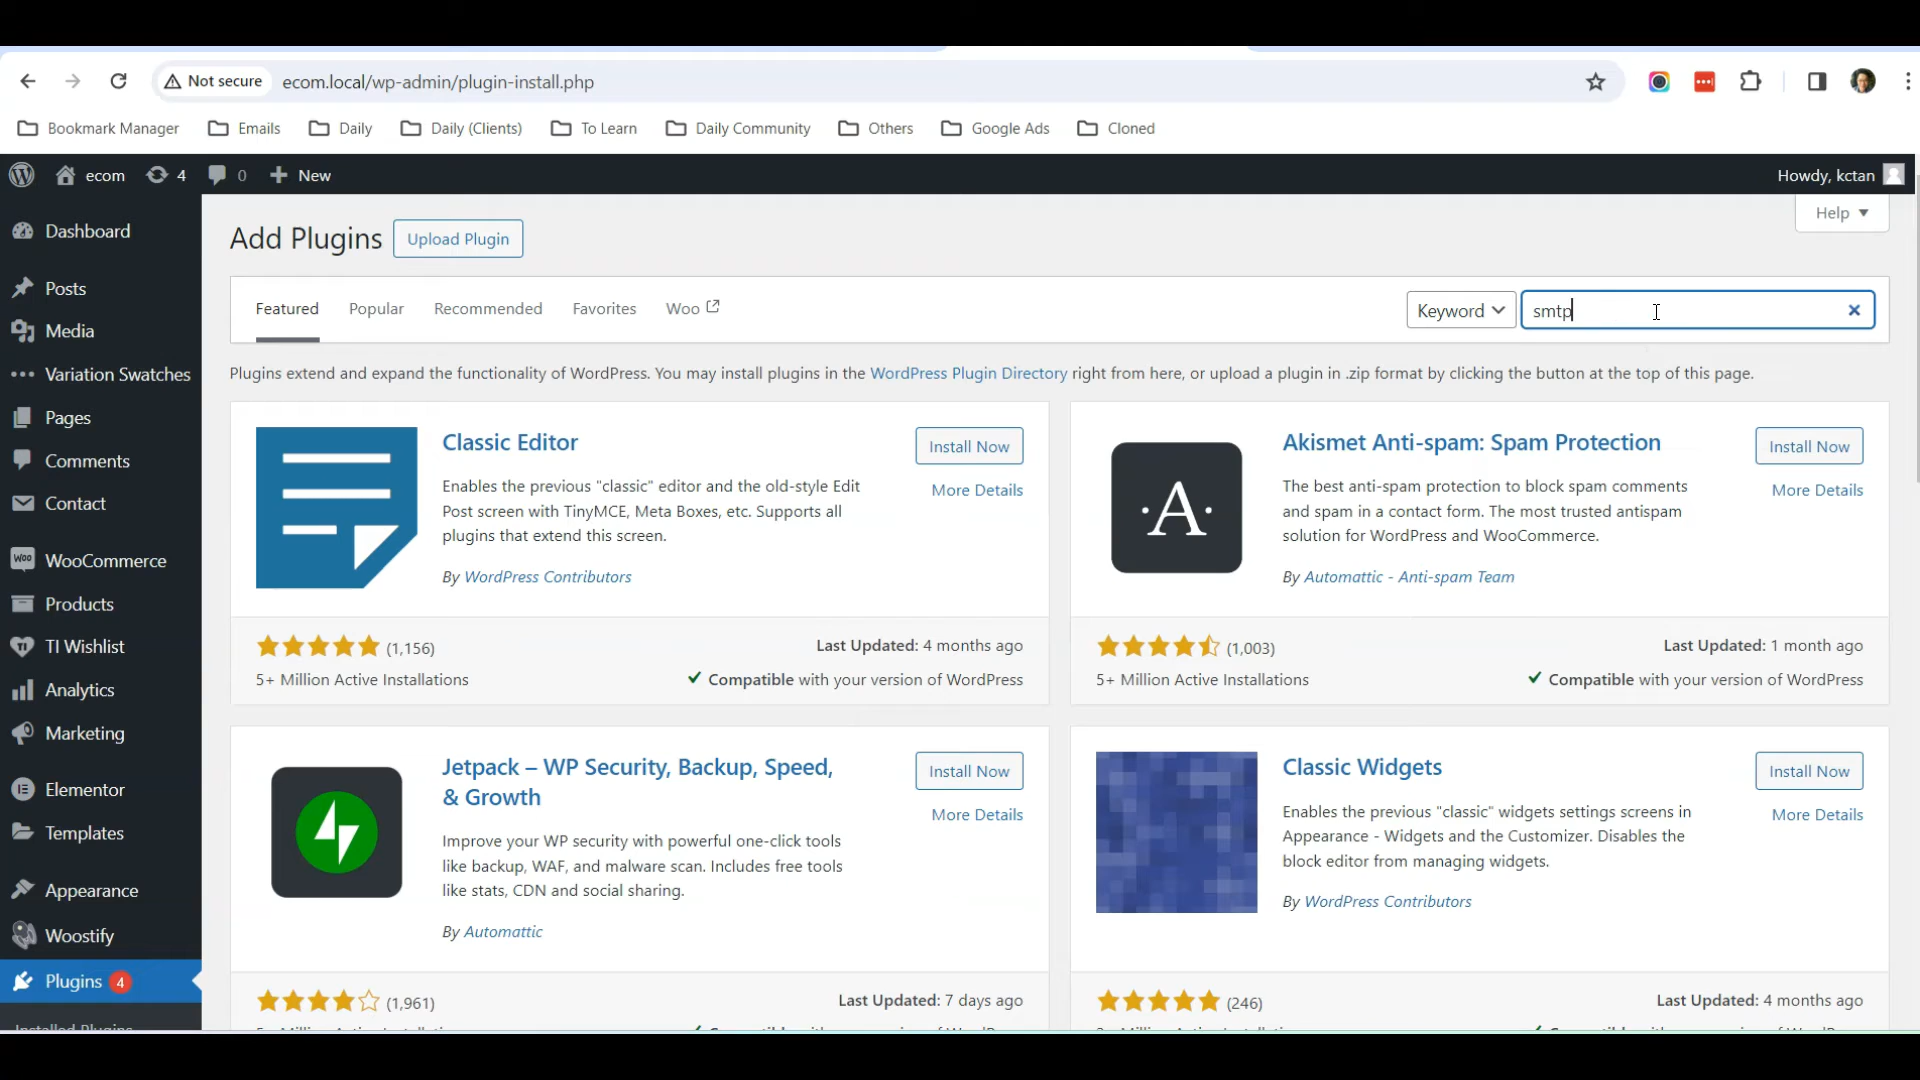 Not secure ecom.local/wp-admin/plugin-install.php
Bookmark Manager Emails Daily Daily (Clients) To Learn Daily Community Others Google Ads Cloned
ecom 4 0 New Howdy, kctan
Help
Dashboard
Posts
Media
Variation Swatches
Pages
Comments
Contact
WooCommerce
Products
TI Wishlist
Analytics
Marketing
Elementor
Templates
Appearance
Woostify
Plugins 4
Installed Plugins
Add Plugins Upload Plugin
Featured Popular Recommended Favorites Woo Keyword smtp
Plugins extend and expand the functionality of WordPress. You may install plugins in the WordPress Plugin Directory right from here, or upload a plugin in .zip format by clicking the button at the top of this page.
Classic Editor
Install Now
More Details
Enables the previous "classic" editor and the old-style Edit
Post screen with TinyMCE, Meta Boxes, etc. Supports all
plugins that extend this screen.
By WordPress Contributors
(1,156) Last Updated: 4 months ago
5+ Million Active Installations Compatible with your version of WordPress
A
Akismet Anti-spam: Spam Protection
Install Now
More Details
The best anti-spam protection to block spam comments
and spam in a contact form. The most trusted antispam
solution for WordPress and WooCommerce.
By Automattic - Anti-spam Team
(1,003) Last Updated: 1 month ago
5+ Million Active Installations Compatible with your version of WordPress
Jetpack – WP Security, Backup, Speed,
& Growth
Install Now
More Details
Improve your WP security with powerful one-click tools
like backup, WAF, and malware scan. Includes free tools
like stats, CDN and social sharing.
By Automattic
(1,961) Last Updated: 7 days ago
Classic Widgets
Install Now
More Details
Enables the previous "classic" widgets settings screens in
Appearance - Widgets and the Customizer. Disables the
block editor from managing widgets.
By WordPress Contributors
(246) Last Updated: 4 months ago